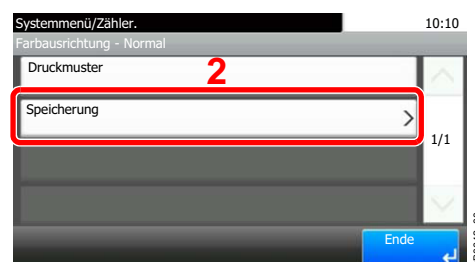 Systemmenü/Zähler. 10:10
Farbausrichtung - Normal
Druckmuster
2
Speicherung
1/1
Ende